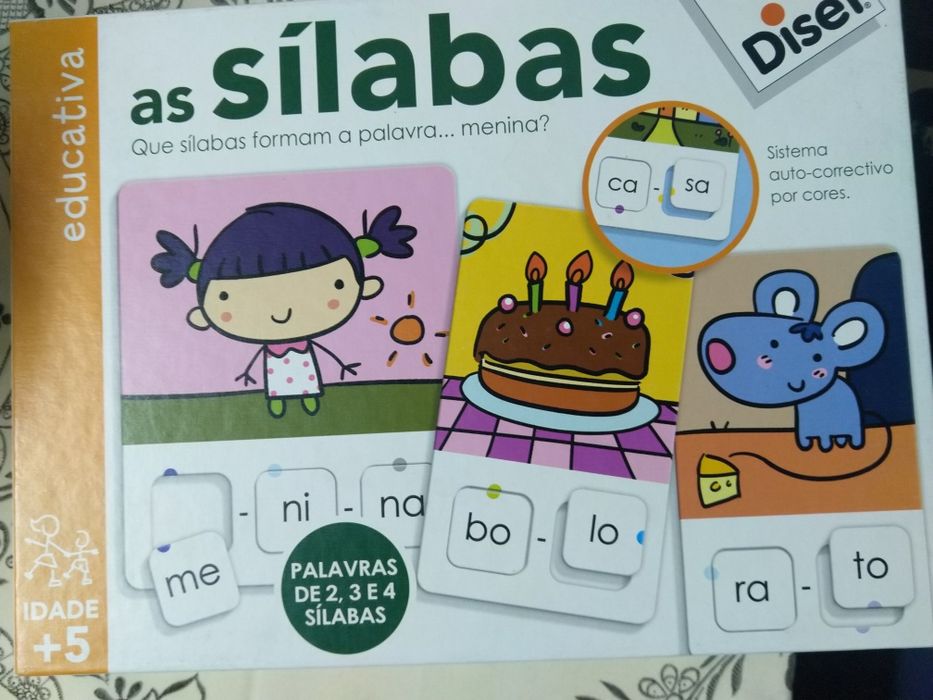 Diset
educativa
as sílabas
Que sílabas formam a palavra... menina?
ca - sa
Sistema
auto-correctivo
por cores.
me - ni - na
bo - lo
ra - to
PALAVRAS
DE 2, 3 E 4
SÍLABAS
IDADE
+5